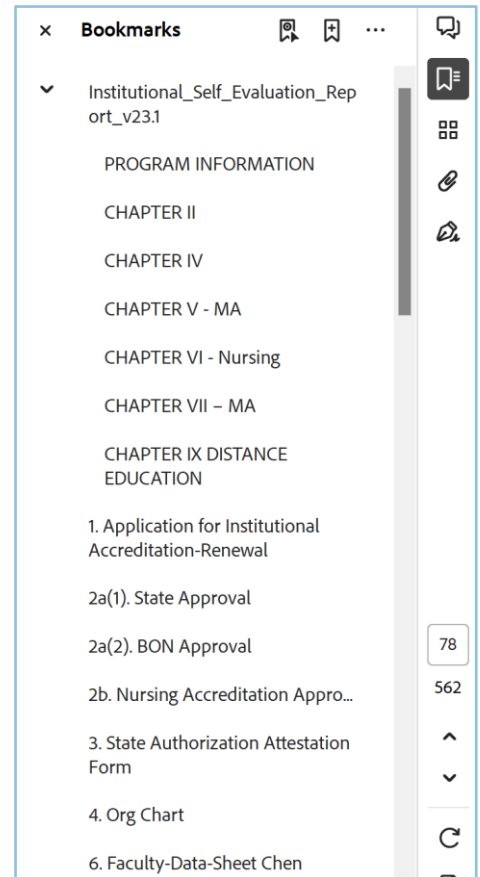 Bookmarks
Institutional_Self_Evaluation_Rep
ort_v23.1
PROGRAM INFORMATION
CHAPTER II
CHAPTER IV
CHAPTER V - MA
CHAPTER VI - Nursing
CHAPTER VII – MA
CHAPTER IX DISTANCE
EDUCATION
1. Application for Institutional
Accreditation-Renewal
2a(1). State Approval
2a(2). BON Approval
2b. Nursing Accreditation Appro...
3. State Authorization Attestation
Form
4. Org Chart
6. Faculty-Data-Sheet Chen
78
562